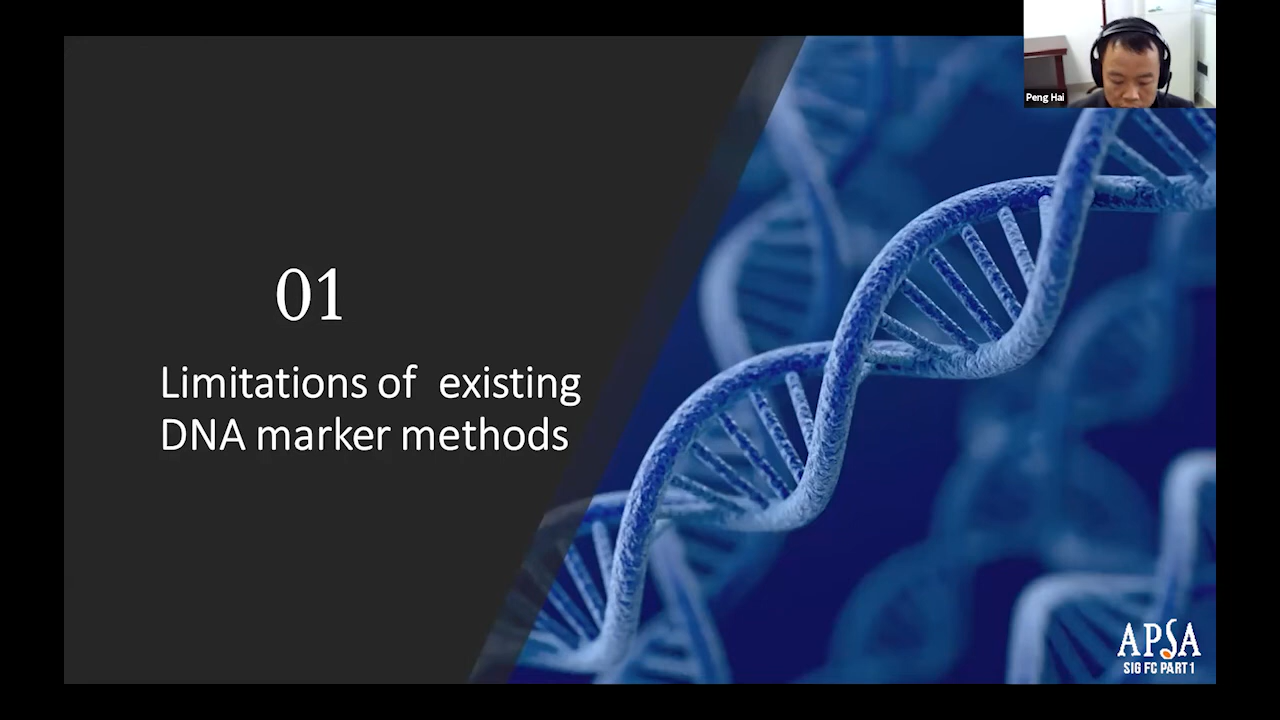 Peng Hai
01
Limitations of existing
DNA marker methods
APSA
SIG FC PART 1